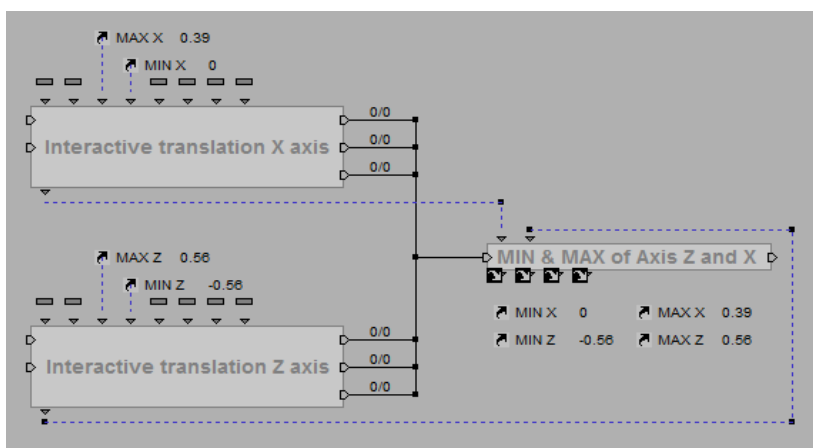 MAX X 0.39
MIN X 0
0/0
Interactive translation X axis
0/0
0/0
MAX Z 0.56
MIN Z -0.56
MIN & MAX of Axis Z and X
MIN X 0 MAX X 0.39
MIN Z -0.56 MAX Z 0.56
0/0
Interactive translation Z axis
0/0
0/0